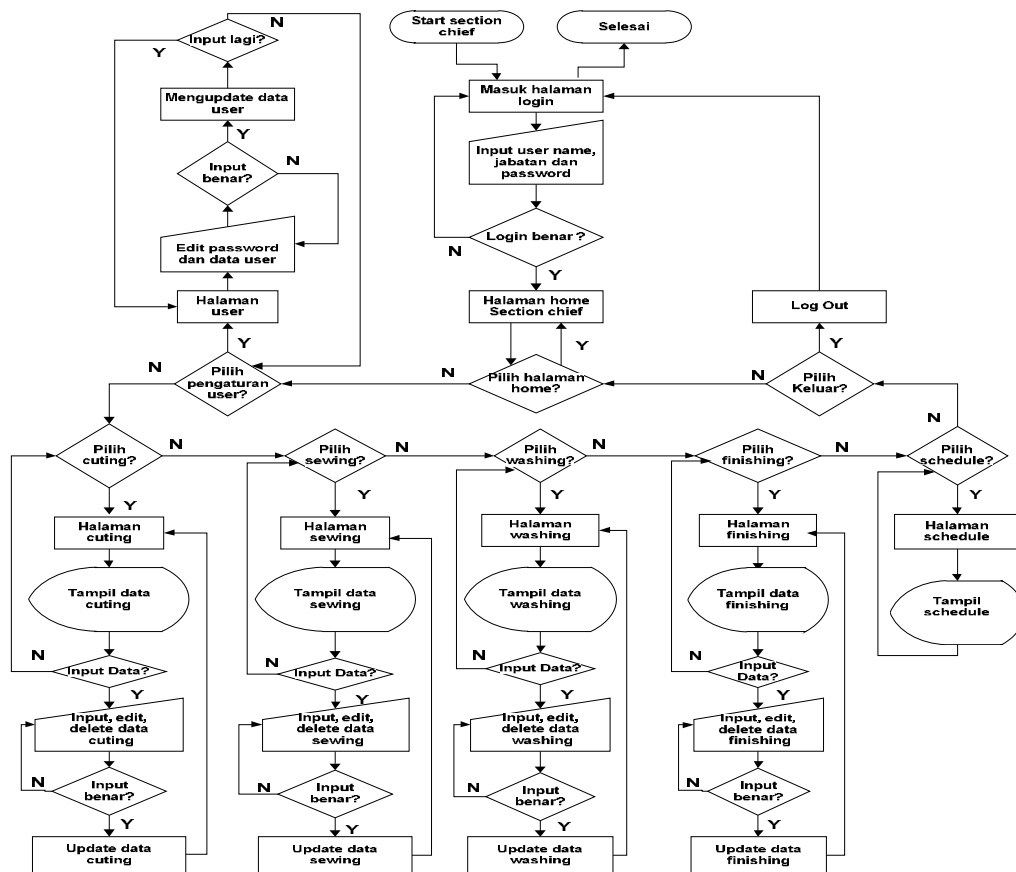 Start section
chief
Selesai
Masuk halaman
login
Input user name,
jabatan dan
password
Login benar ?
N
Y
Halaman home
Section chief
Y
Pilih halaman
home?
N
Input lagi?
N
Y
Mengupdate data
user
Y
Input
benar?
N
Edit password
dan data user
Halaman
user
Y
Pilih
pengaturan
user?
N
Log Out
Y
Pilih
Keluar?
N
Pilih
cuting?
N
Y
Halaman
cuting
Tampil data
cuting
Input Data?
N
Y
Input, edit,
delete data
cuting
Input
benar?
N
Y
Update data
cuting
Pilih
sewing?
N
Y
Halaman
sewing
Tampil data
sewing
Input Data?
N
Y
Input, edit,
delete data
sewing
Input
benar?
N
Y
Update data
sewing
Pilih
washing?
N
Y
Halaman
washing
Tampil data
washing
Input Data?
N
Y
Input, edit,
delete data
washing
Input
benar?
N
Y
Update data
washing
Pilih
finishing?
N
Y
Halaman
finishing
Tampil data
finishing
Input
Data?
N
Y
Input, edit,
delete data
finishing
Input
benar?
N
Y
Update data
finishing
Pilih
schedule?
N
Y
Halaman
schedule
Tampil
schedule
N